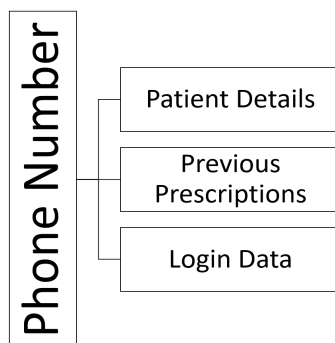 Phone Number
Patient Details
Previous
Prescriptions
Login Data